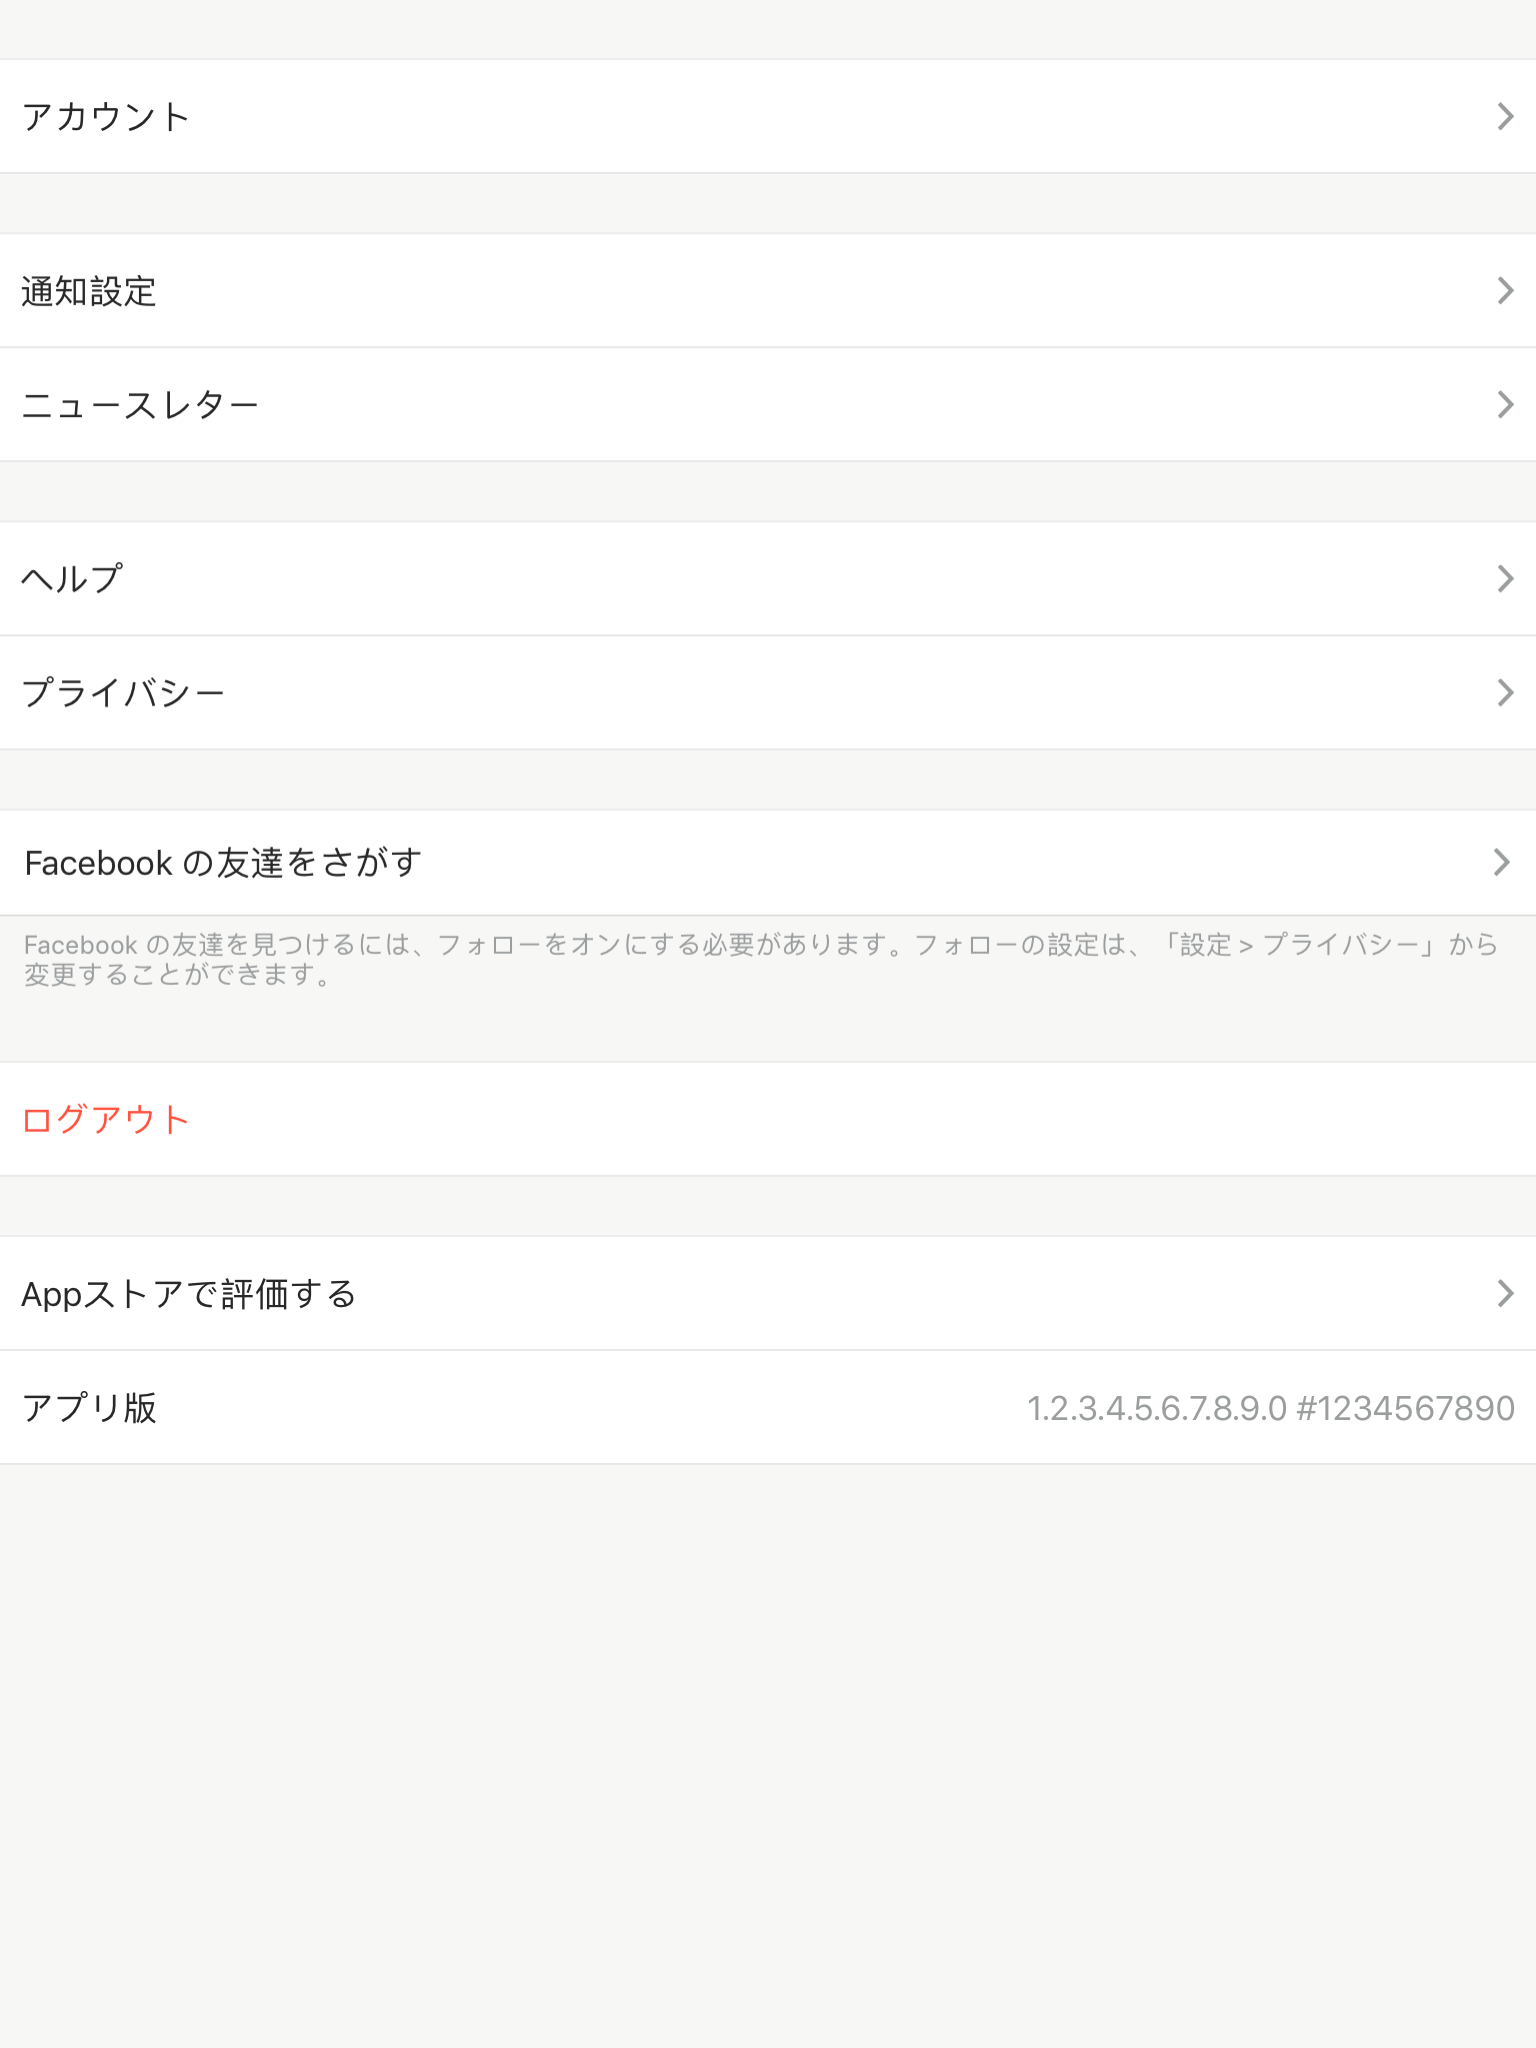 アカウント
通知設定
ニュースレター
ヘルプ
プライバシー
Facebook の友達をさがす
Facebook の友達を見つけるには、フォローをオンにする必要があります。フォローの設定は、「設定 > プライバシー」から
変更することができます。
ログアウト
Appストアで評価する
アプリ版 1.2.3.4.5.6.7.8.9.0 #1234567890